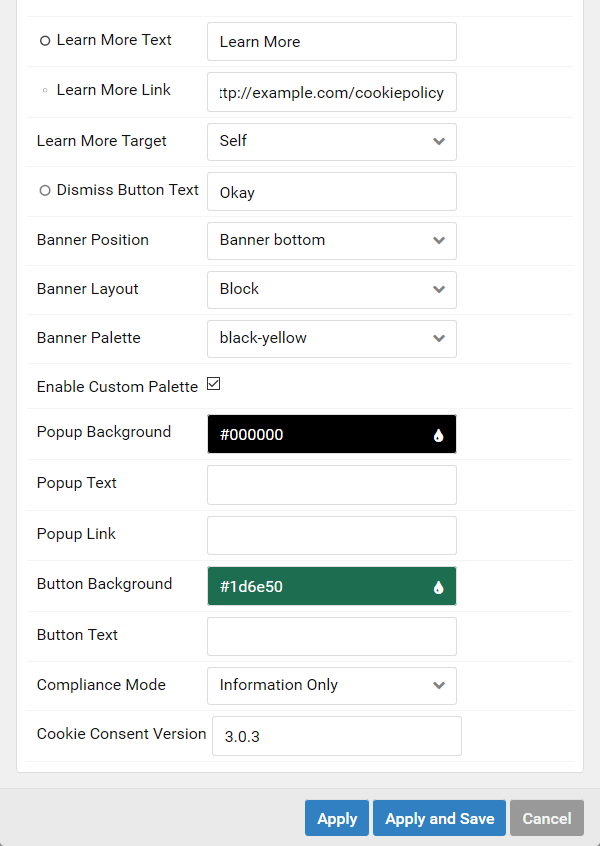 Learn More Text Learn More
Learn More Link ttp://example.com/cookiepolicy
Learn More Target Self
Dismiss Button Text Okay
Banner Position Banner bottom
Banner Layout Block
Banner Palette black-yellow
Enable Custom Palette
Popup Background #000000
Popup Text
Popup Link
Button Background #1d6e50
Button Text
Compliance Mode Information Only
Cookie Consent Version 3.0.3
Apply Apply and Save Cancel